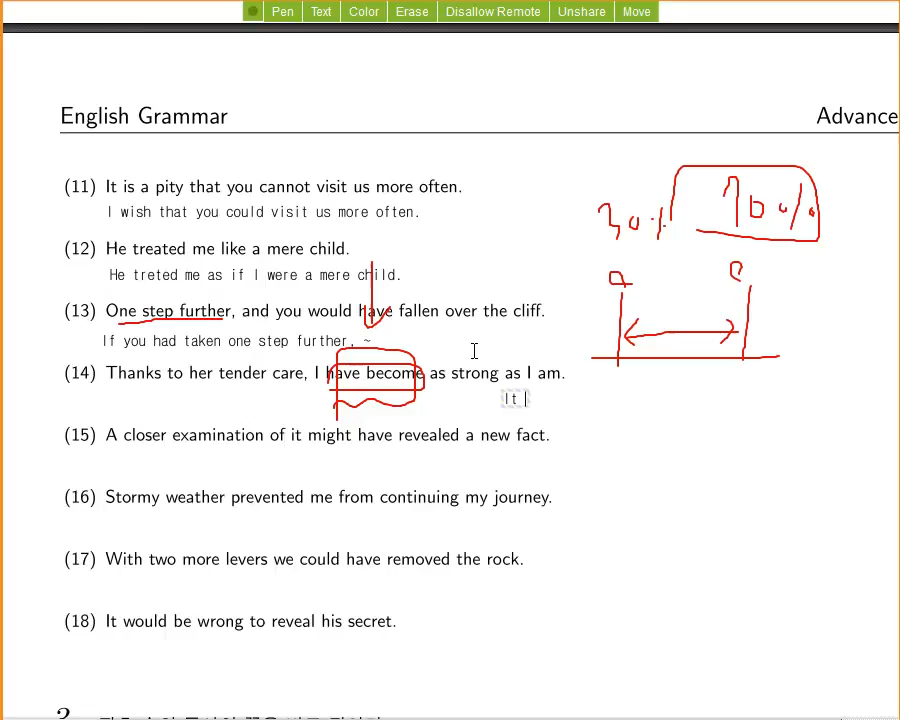 Pen Text Color Erase Disallow Remote Unshare Move
English Grammar Advance
(11) It is a pity that you cannot visit us more often.
I wish that you could visit us more often.
30% 70%
(12) He treated me like a mere child.
He treted me as if I were a mere child.
(13) One step further, and you would have fallen over the cliff.
If you had taken one step further, ~
(14) Thanks to her tender care, I have become as strong as I am.
It
(15) A closer examination of it might have revealed a new fact.
(16) Stormy weather prevented me from continuing my journey.
(17) With two more levers we could have removed the rock.
(18) It would be wrong to reveal his secret.